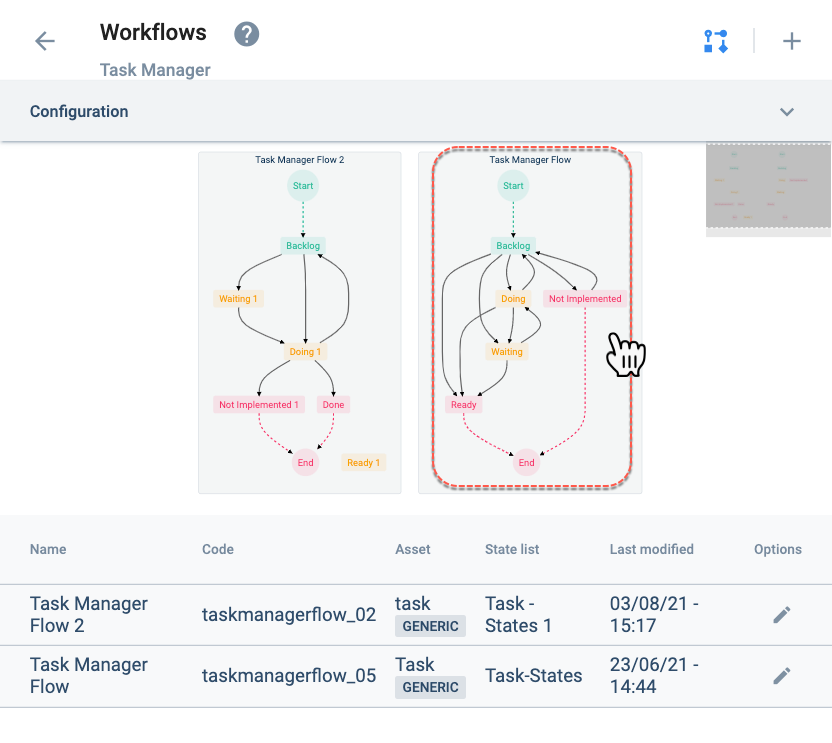 Workflows ?
Task Manager
Configuration
Task Manager Flow 2
Start
Backlog
Waiting 1
Doing 1
Not Implemented 1
Done
End
Ready 1
Task Manager Flow
Start
Backlog
Doing
Not Implemented
Waiting
Ready
End
Name
Code
Asset
State list
Last modified
Options
Task Manager
Flow 2
taskmanagerflow_02
task
GENERIC
Task -
States 1
03/08/21 -
15:17
Task Manager
Flow
taskmanagerflow_05
Task
GENERIC
Task-States
23/06/21 -
14:44